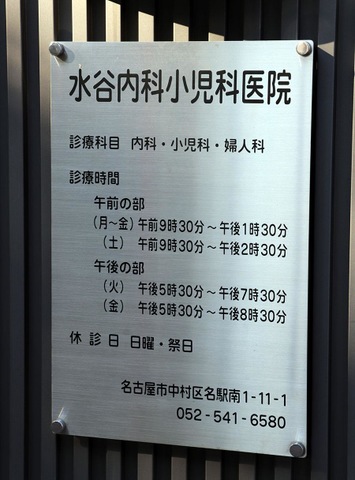 水谷内科小児科医院
診療科目 内科・小児科・婦人科
診療時間
午前の部
(月~金)午前9時30分~午後1時30分
(土) 午前9時30分~午後2時30分
午後の部
(火) 午後5時30分~午後7時30分
(金) 午後5時30分~午後8時30分
休診日 日曜・祭日
名古屋市中村区名駅南1-11-1
052-541-6580